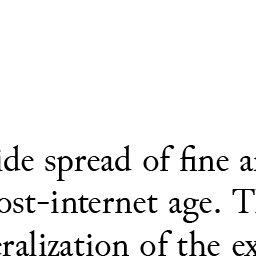 ide spread of fine a
ost-internet age. T
eralization of the ex